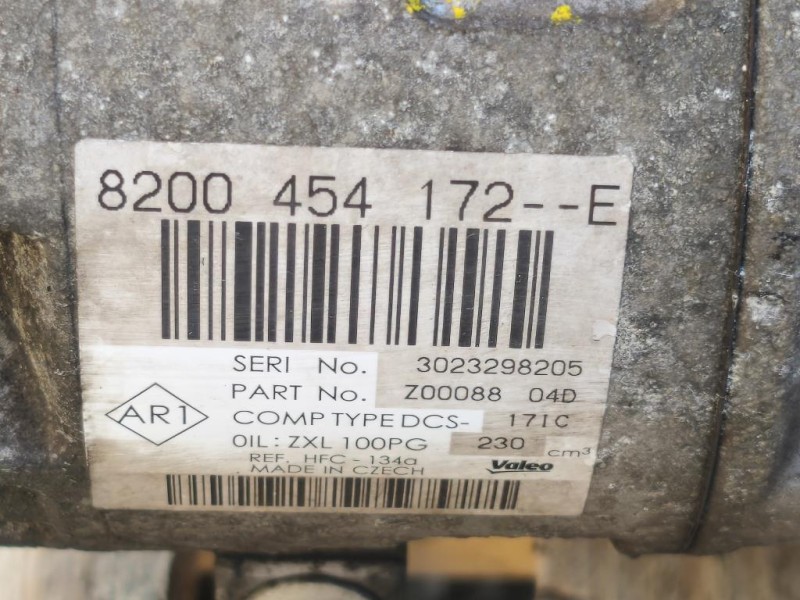 8200 454 172--E
SERI No. 3023298205
PART No. Z00088 04D
AR1
COMP TYPE DCS- 17IC
OIL: ZXL 100PG 230 cm³
REF. HFC - 134a
MADE IN CZECH Valeo